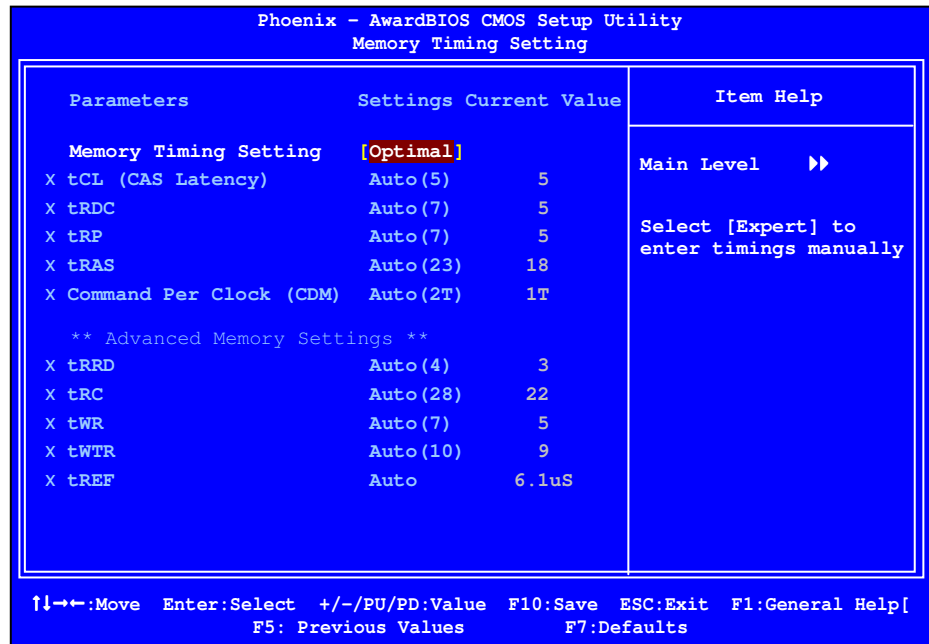 Phoenix – AwardBIOS CMOS Setup Utility
Memory Timing Setting
Parameters Settings Current Value
Item Help
Memory Timing Setting [Optimal]
X tCL (CAS Latency) Auto(5) 5
X tRDC Auto(7) 5
X tRP Auto(7) 5
X tRAS Auto(23) 18
X Command Per Clock (CDM) Auto(2T) 1T
** Advanced Memory Settings **
X tRRD Auto(4) 3
X tRC Auto(28) 22
X tWR Auto(7) 5
X tWTR Auto(10) 9
X tREF Auto 6.1uS
Main Level ▶▶
Select [Expert] to
enter timings manually
↑↓→←:Move Enter:Select +/-/PU/PD:Value F10:Save ESC:Exit F1:General Help[
F5: Previous Values F7:Defaults